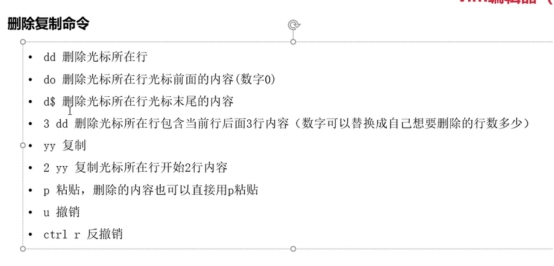 删除复制命令
• dd 删除光标所在行
• do 删除光标所在行光标前面的内容(数字0)
• d$ 删除光标所在行光标末尾的内容
• 3 dd 删除光标所在行包含当前行后面3行内容（数字可以替换成自己想要删除的行数多少）
• yy 复制
• 2 yy 复制光标所在行开始2行内容
• p 粘贴，删除的内容也可以直接用p粘贴
• u 撤销
• ctrl r 反撤销